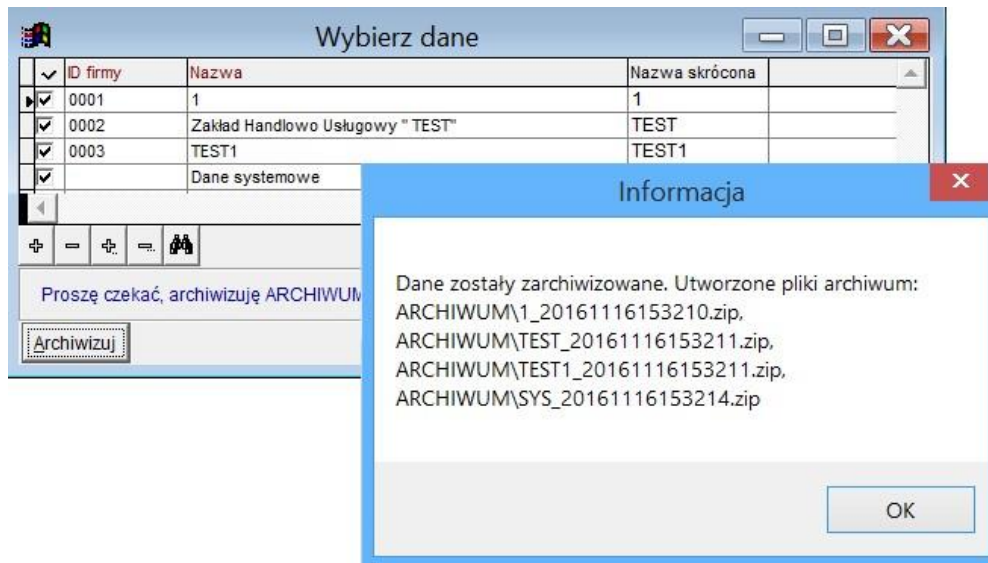 Wybierz dane
ID firmy Nazwa Nazwa skrócona
0001 1 1
0002 Zakład Handlowo Usługowy " TEST" TEST
0003 TEST1 TEST1
Dane systemowe
Proszę czekać, archiwizuję ARCHIWUM
Archiwizuj
Informacja
Dane zostały zarchiwizowane. Utworzone pliki archiwum:
ARCHIWUM\1_20161116153210.zip,
ARCHIWUM\TEST_20161116153211.zip,
ARCHIWUM\TEST1_20161116153211.zip,
ARCHIWUM\SYS_20161116153214.zip
OK